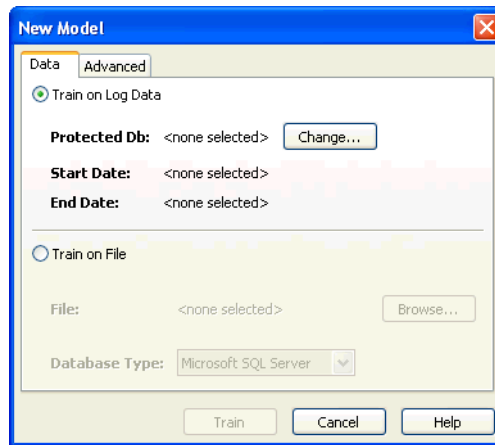 New Model
Data Advanced
Train on Log Data
Protected Db: <none selected> Change...
Start Date: <none selected>
End Date: <none selected>
Train on File
File: <none selected> Browse...
Database Type: Microsoft SQL Server
Train Cancel Help